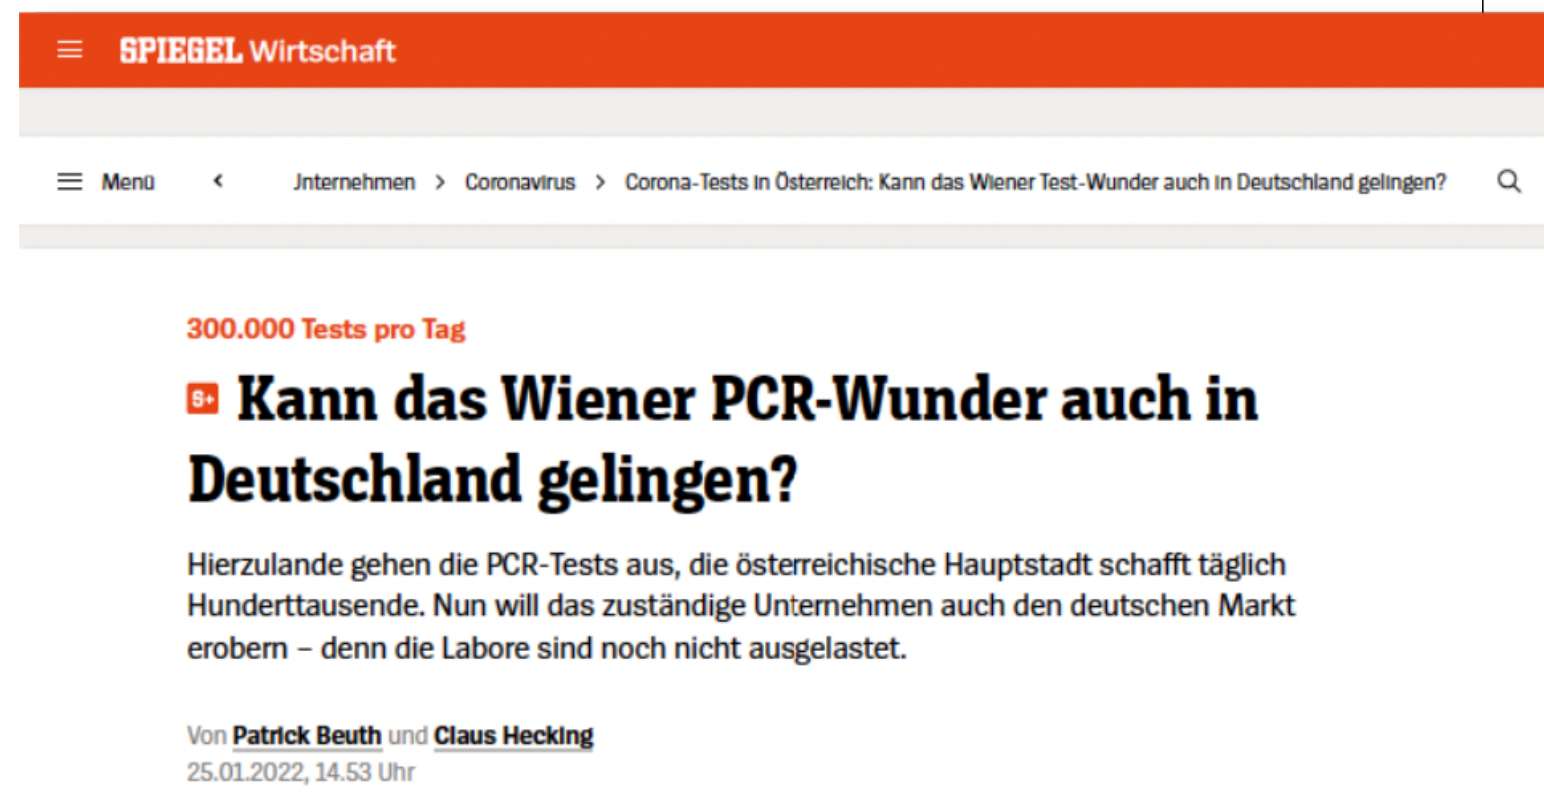 SPIEGEL Wirtschaft
Menü
Jnternehmen > Coronavirus > Corona-Tests in Österreich: Kann das Wiener Test-Wunder auch in Deutschland gelingen?
300.000 Tests pro Tag
S+ Kann das Wiener PCR-Wunder auch in
Deutschland gelingen?
Hierzulande gehen die PCR-Tests aus, die österreichische Hauptstadt schafft täglich
Hunderttausende. Nun will das zuständige Unternehmen auch den deutschen Markt
erobern – denn die Labore sind noch nicht ausgelastet.
Von Patrick Beuth und Claus Hecking
25.01.2022, 14.53 Uhr